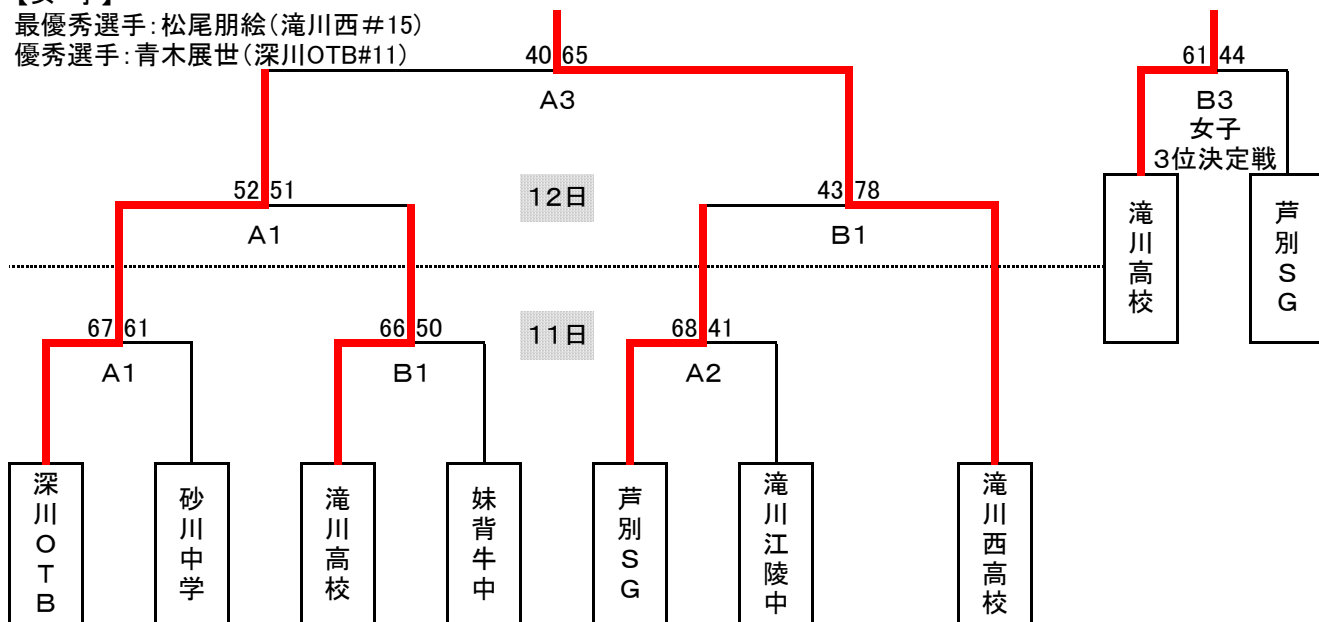 最優秀選手：松尾朋絵（滝川西＃15）
優秀選手：青木展世（深川OTB#11）
40 65
61 44
A3
B3
女子
3位決定戦
52 51
12日
43 78
A1
B1
滝川高校
芦別SG
67 61
66 50
11日
68 41
A1
B1
A2
深川OTB
砂川中学
滝川高校
妹背牛中
芦別SG
滝川江陵中
滝川西高校